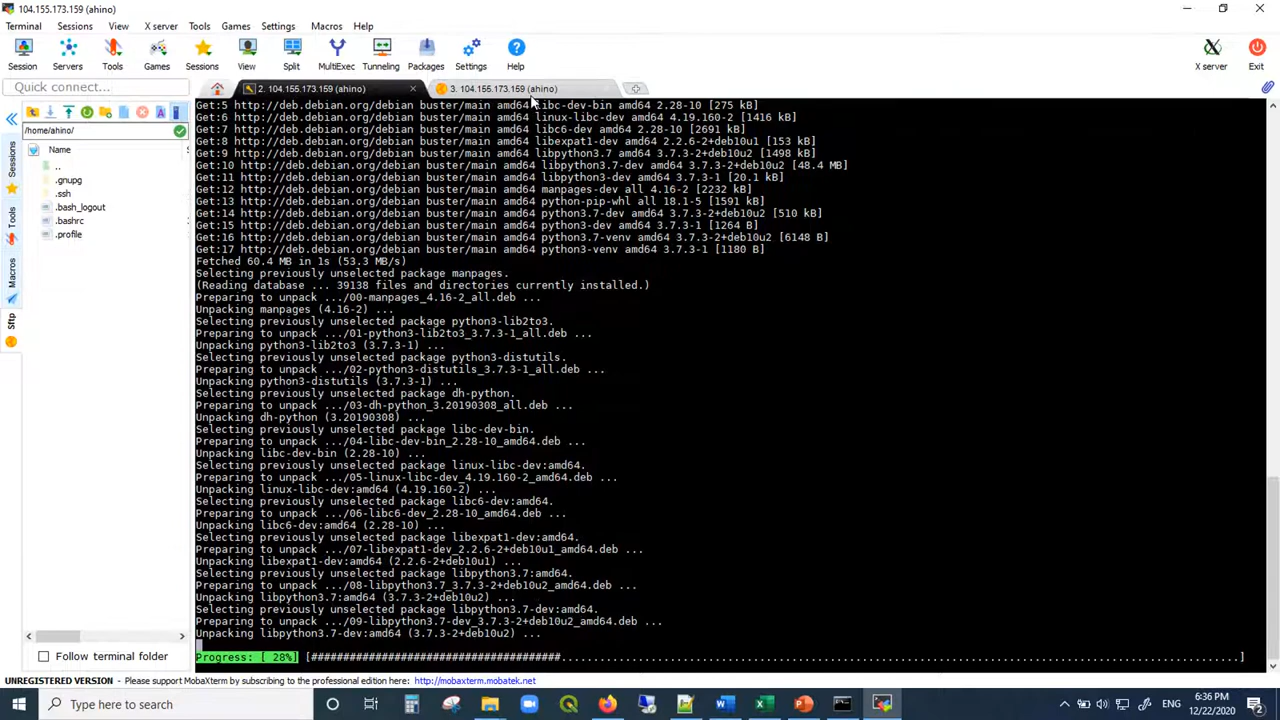 104.155.173.159 (ahino)
Terminal Sessions View X server Tools Games Settings Macros Help
Session Servers Tools Games Sessions View Split MultiExec Tunneling Packages Settings Help X server Exit
Quick connect...
2. 104.155.173.159 (ahino)
3. 104.155.173.159 (ahino)
/home/ahino/
Name
..
.gnupg
.ssh
.bash_logout
.bashrc
.profile
Sessions
Tools
Macros
Sftp
Get:5 http://deb.debian.org/debian buster/main amd64 libc-dev-bin amd64 2.28-10 [275 kB]
Get:6 http://deb.debian.org/debian buster/main amd64 linux-libc-dev amd64 4.19.160-2 [1416 kB]
Get:7 http://deb.debian.org/debian buster/main amd64 libc6-dev amd64 2.28-10 [2691 kB]
Get:8 http://deb.debian.org/debian buster/main amd64 libexpat1-dev amd64 2.2.6-2+deb10u1 [153 kB]
Get:9 http://deb.debian.org/debian buster/main amd64 libpython3.7 amd64 3.7.3-2+deb10u2 [1498 kB]
Get:10 http://deb.debian.org/debian buster/main amd64 libpython3.7-dev amd64 3.7.3-2+deb10u2 [48.4 MB]
Get:11 http://deb.debian.org/debian buster/main amd64 libpython3-dev amd64 3.7.3-1 [20.1 kB]
Get:12 http://deb.debian.org/debian buster/main amd64 manpages-dev all 4.16-2 [2232 kB]
Get:13 http://deb.debian.org/debian buster/main amd64 python-pip-whl all 18.1-5 [1591 kB]
Get:14 http://deb.debian.org/debian buster/main amd64 python3.7-dev amd64 3.7.3-2+deb10u2 [510 kB]
Get:15 http://deb.debian.org/debian buster/main amd64 python3-dev amd64 3.7.3-1 [1264 B]
Get:16 http://deb.debian.org/debian buster/main amd64 python3.7-venv amd64 3.7.3-2+deb10u2 [6148 B]
Get:17 http://deb.debian.org/debian buster/main amd64 python3-venv amd64 3.7.3-1 [1180 B]
Fetched 60.4 MB in 1s (53.3 MB/s)
Selecting previously unselected package manpages.
(Reading database ... 39138 files and directories currently installed.)
Preparing to unpack .../00-manpages_4.16-2_all.deb ...
Unpacking manpages (4.16-2) ...
Selecting previously unselected package python3-lib2to3.
Preparing to unpack .../01-python3-lib2to3_3.7.3-1_all.deb ...
Unpacking python3-lib2to3 (3.7.3-1) ...
Selecting previously unselected package python3-distutils.
Preparing to unpack .../02-python3-distutils_3.7.3-1_all.deb ...
Unpacking python3-distutils (3.7.3-1) ...
Selecting previously unselected package dh-python.
Preparing to unpack .../03-dh-python_3.20190308_all.deb ...
Unpacking dh-python (3.20190308) ...
Selecting previously unselected package libc-dev-bin.
Preparing to unpack .../04-libc-dev-bin_2.28-10_amd64.deb ...
Unpacking libc-dev-bin (2.28-10) ...
Selecting previously unselected package linux-libc-dev:amd64.
Preparing to unpack .../05-linux-libc-dev_4.19.160-2_amd64.deb ...
Unpacking linux-libc-dev:amd64 (4.19.160-2) ...
Selecting previously unselected package libc6-dev:amd64.
Preparing to unpack .../06-libc6-dev_2.28-10_amd64.deb ...
Unpacking libc6-dev:amd64 (2.28-10) ...
Selecting previously unselected package libexpat1-dev:amd64.
Preparing to unpack .../07-libexpat1-dev_2.2.6-2+deb10u1_amd64.deb ...
Unpacking libexpat1-dev:amd64 (2.2.6-2+deb10u1) ...
Selecting previously unselected package libpython3.7:amd64.
Preparing to unpack .../08-libpython3.7_3.7.3-2+deb10u2_amd64.deb ...
Unpacking libpython3.7:amd64 (3.7.3-2+deb10u2) ...
Selecting previously unselected package libpython3.7-dev:amd64.
Preparing to unpack .../09-libpython3.7-dev_3.7.3-2+deb10u2_amd64.deb ...
Unpacking libpython3.7-dev:amd64 (3.7.3-2+deb10u2) ...
Follow terminal folder
Progress: [ 28%]
UNREGISTERED VERSION - Please support MobaXterm by subscribing to the professional edition here: http://mobaxterm.mobatek.net
Type here to search
ENG
6:36 PM
12/22/2020